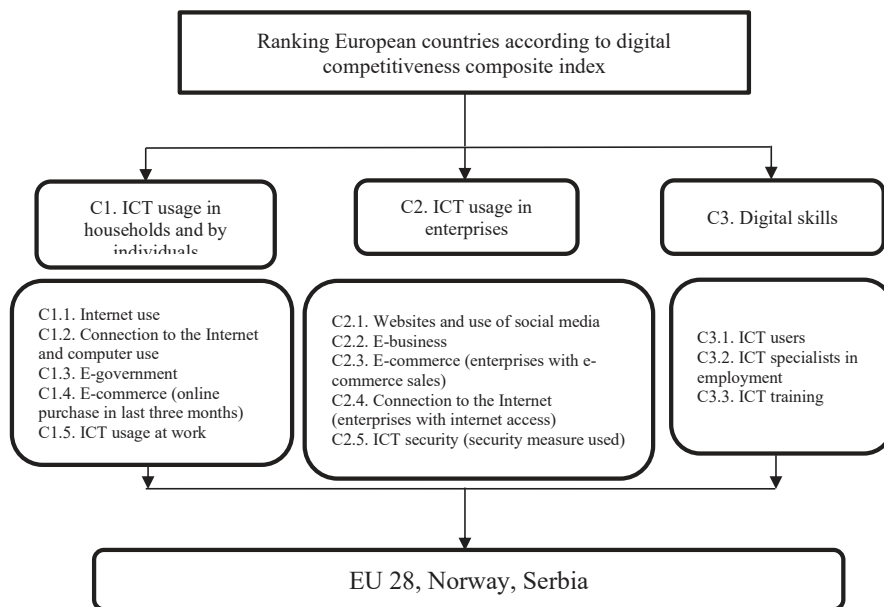 Ranking European countries according to digital
competitiveness composite index
C1. ICT usage in
households and by
individuals
C2. ICT usage in
enterprises
C3. Digital skills
C1.1. Internet use
C1.2. Connection to the Internet
and computer use
C1.3. E-government
C1.4. E-commerce (online
purchase in last three months)
C1.5. ICT usage at work
C2.1. Websites and use of social media
C2.2. E-business
C2.3. E-commerce (enterprises with e-
commerce sales)
C2.4. Connection to the Internet
(enterprises with internet access)
C2.5. ICT security (security measure used)
C3.1. ICT users
C3.2. ICT specialists in
employment
C3.3. ICT training
EU 28, Norway, Serbia